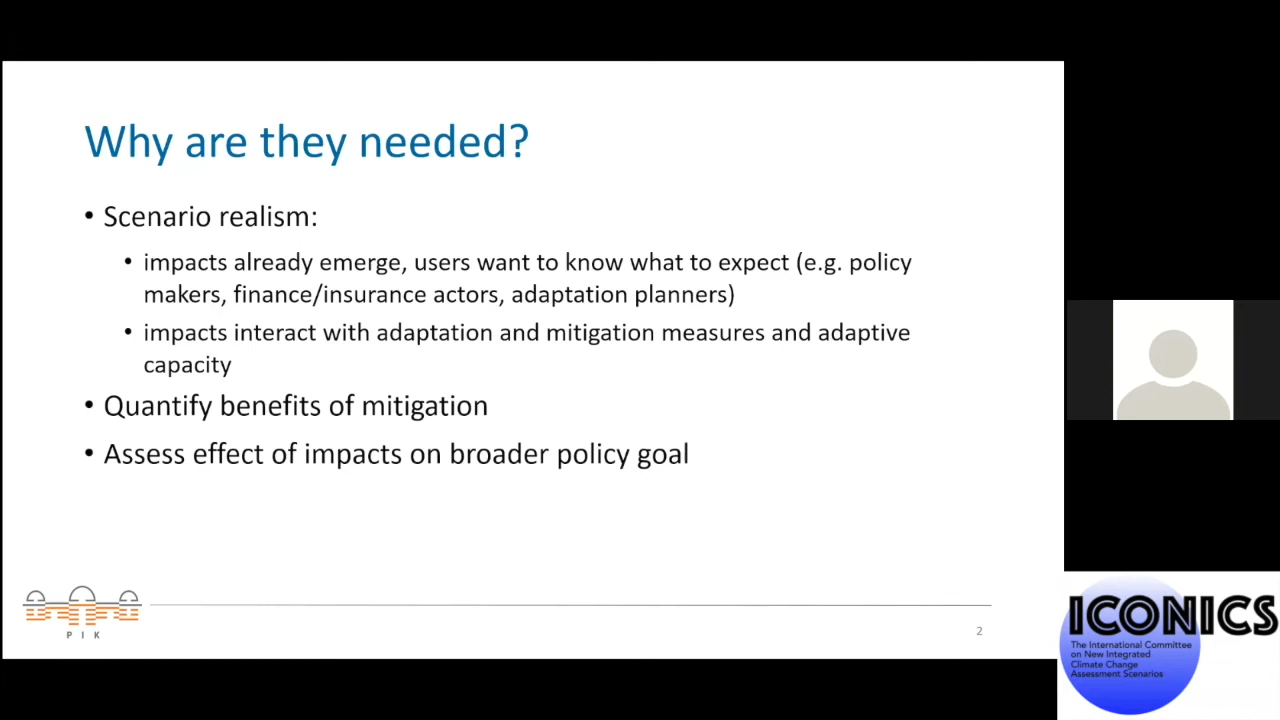 Why are they needed?
• Scenario realism:
• impacts already emerge, users want to know what to expect (e.g. policy
makers, finance/insurance actors, adaptation planners)
• impacts interact with adaptation and mitigation measures and adaptive
capacity
• Quantify benefits of mitigation
• Assess effect of impacts on broader policy goal
P I K
2
ICONICS
The International Committee
on New Integrated
Climate Change
Assessment Scenarios